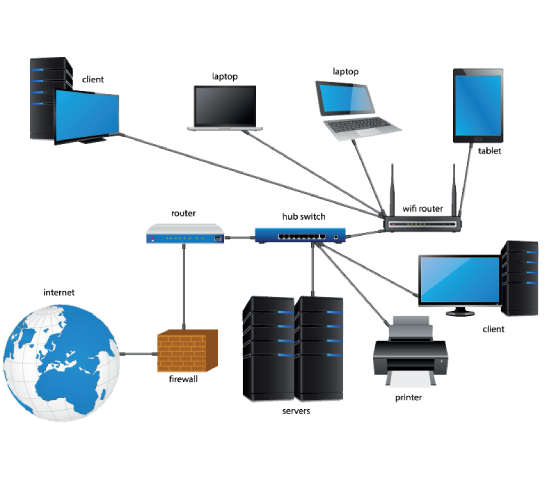 client
laptop
laptop
tablet
wifi router
router
hub switch
internet
firewall
servers
client
printer